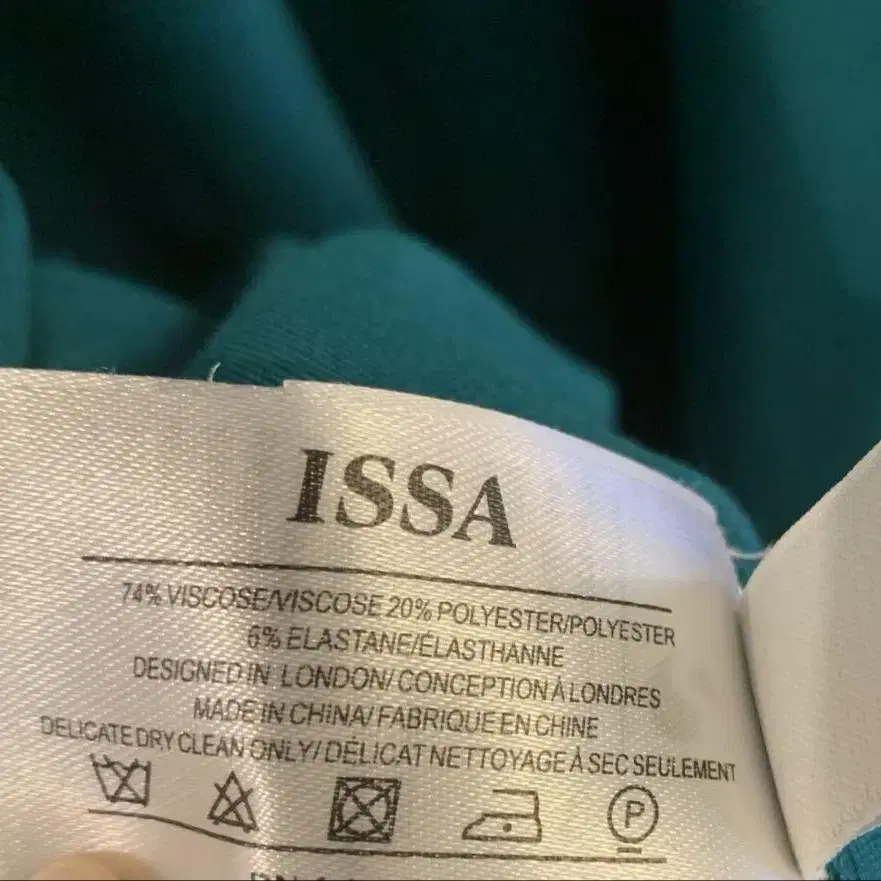 ISSA
74% VISCOSE/VISCOSE 20% POLYESTER/POLYESTER
6% ELASTANE/ÉLASTHANNE
DESIGNED IN LONDON/ CONCEPTION À LONDRES
MADE IN CHINA/ FABRIQUE EN CHINE
DELICATE DRY CLEAN ONLY/ DÉLICAT NETTOYAGE À SEC SEULEMENT
P